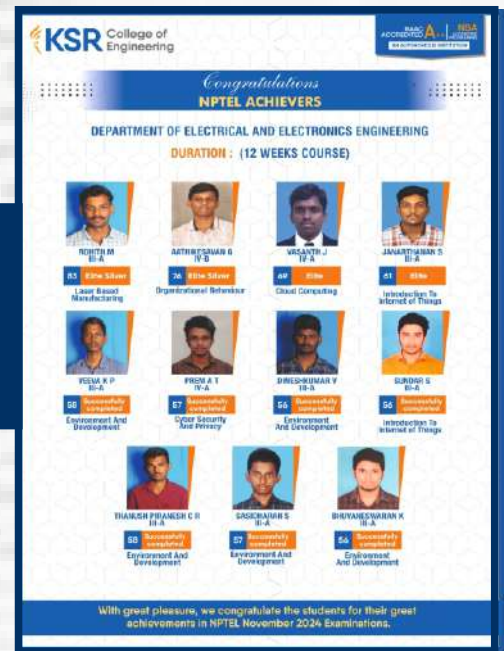 KSR College of
Engineering
NAAC
ACCREDITED A++
NBA
AN AUTONOMOUS INSTITUTION
Congratulations
NPTEL ACHIEVERS
DEPARTMENT OF ELECTRICAL AND ELECTRONICS ENGINEERING
DURATION : (12 WEEKS COURSE)
ROHITH M
III-A
83 Elite Silver
Laser Based
Manufacturing
AATHIKESAVAN G
IV-B
76 Elite Silver
Organizational Behaviour
VASANTH J
IV-A
69 Elite
Cloud Computing
JANARTHANAN S
III-A
61 Elite
Introduction To
Internet of Things
K P
III-A
58 Successfully
completed
Environment And
Development
PREM A T
IV-A
57 Successfully
completed
Cyber Security
And Privacy
DINESHKUMAR V
III-A
56 Successfully
completed
Environment
And Development
SUNDAR S
III-A
56 Successfully
completed
Introduction To
Internet of Things
THANUSH PIRANESH C R
III-A
58 Successfully
completed
Environment And
Development
SASIDHARAN S
III-A
57 Successfully
completed
Environment And
Development
BHUVANESWARAN K
III-A
56 Successfully
completed
Environment
And Development
With great pleasure, we congratulate the students for their great
achievements in NPTEL November 2024 Examinations.